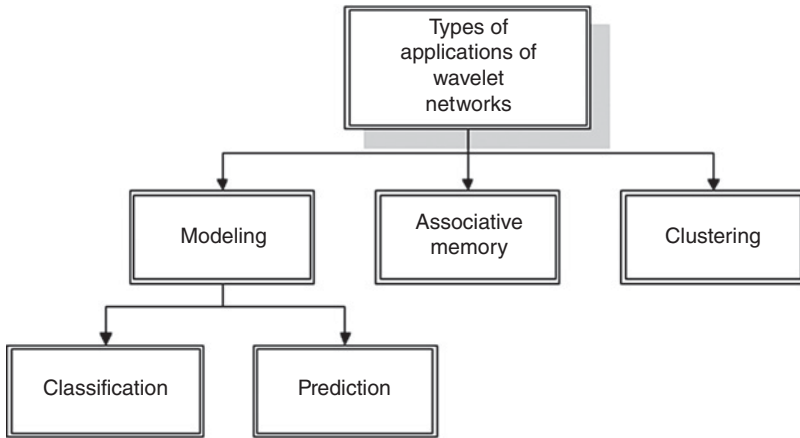 Types of
applications of
wavelet
networks
Modeling
Associative
memory
Clustering
Classification
Prediction